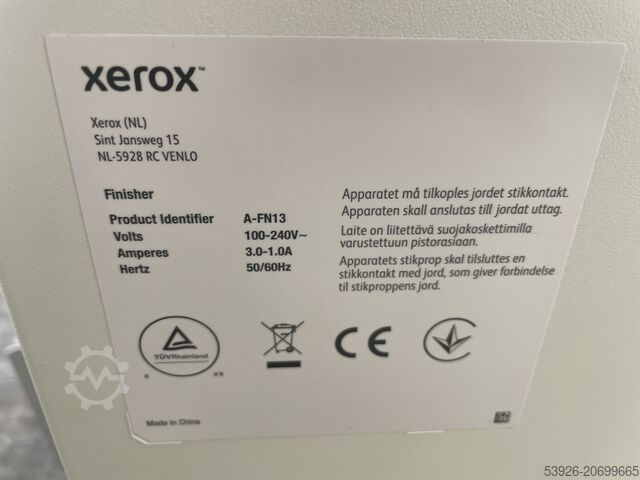 xerox™
Xerox (NL)
Sint Jansweg 15
NL-5928 RC VENLO
Finisher
Product Identifier A-FN13
Volts 100-240V~
Amperes 3.0-1.0A
Hertz 50/60Hz
Apparatet må tilkoples jordet stikkontakt.
Apparaten skall anslutas till jordat uttag.
Laite on liitettävä suojakoskettimilla
varustettuun pistorasiaan.
Apparatets stikprop skal tilsluttes en
stikkontakt med jord, som giver forbindelse
til stikproppens jord.
TÜVRheinland
C US
CE
Made in China
53926-20699665